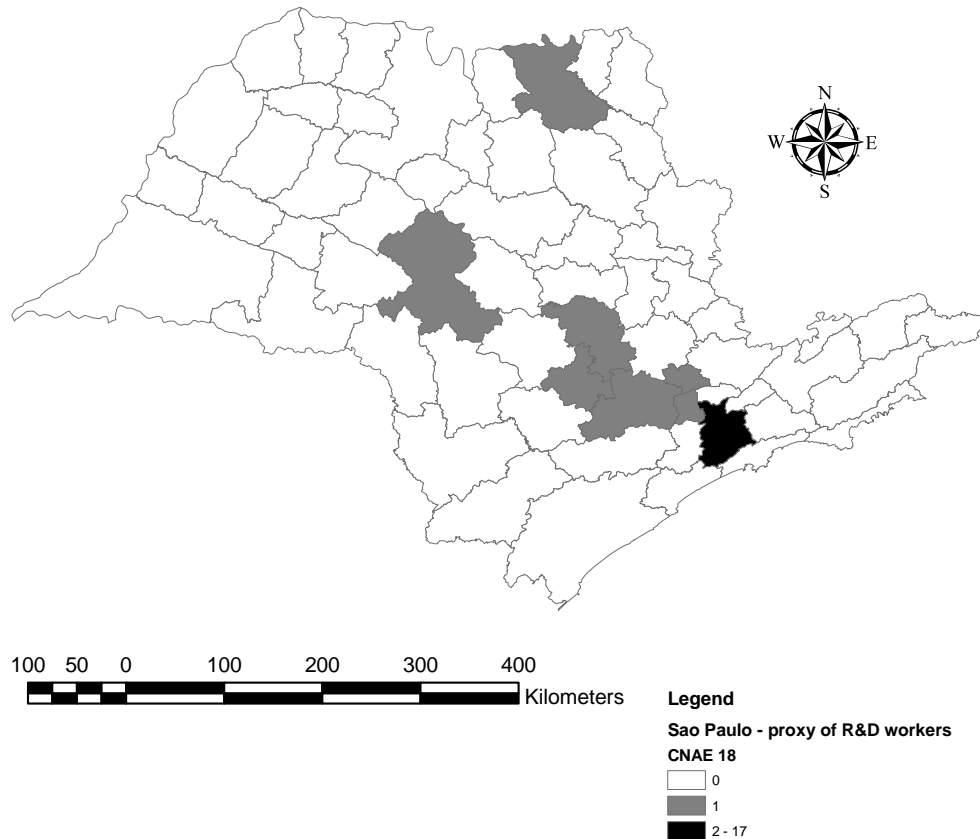 N
W E
S
100 50 0 100 200 300 400
Kilometers
Legend
Sao Paulo - proxy of R&D workers
CNAE 18
0
1
2 - 17